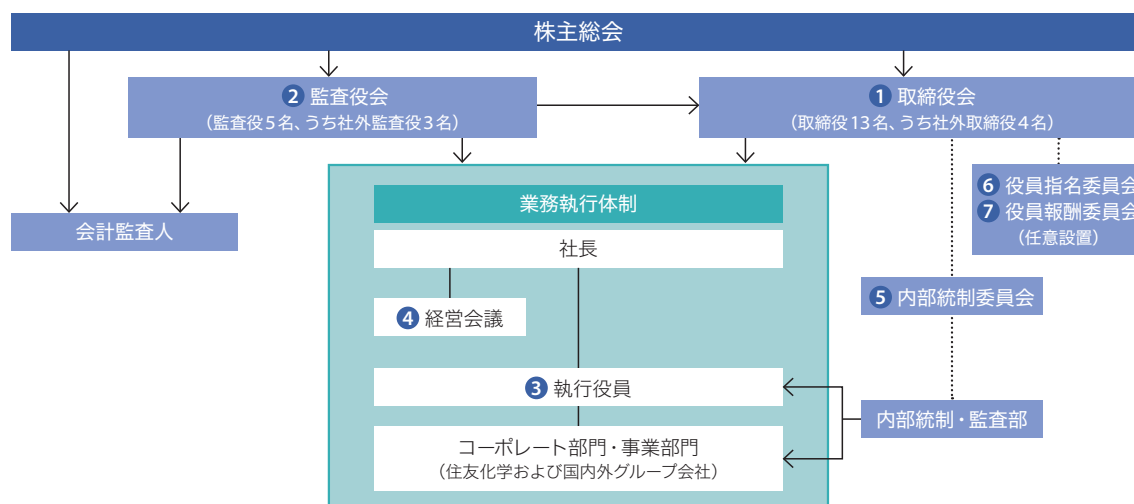 株主総会
2 監査役会
(監査役5名、うち社外監査役3名)
1 取締役会
(取締役13名、うち社外取締役4名)
6 役員指名委員会
7 役員報酬委員会
(任意設置)
会計監査人
業務執行体制
社長
4 経営会議
5 内部統制委員会
3 執行役員
内部統制・監査部
コーポレート部門・事業部門
(住友化学および国内外グループ会社)